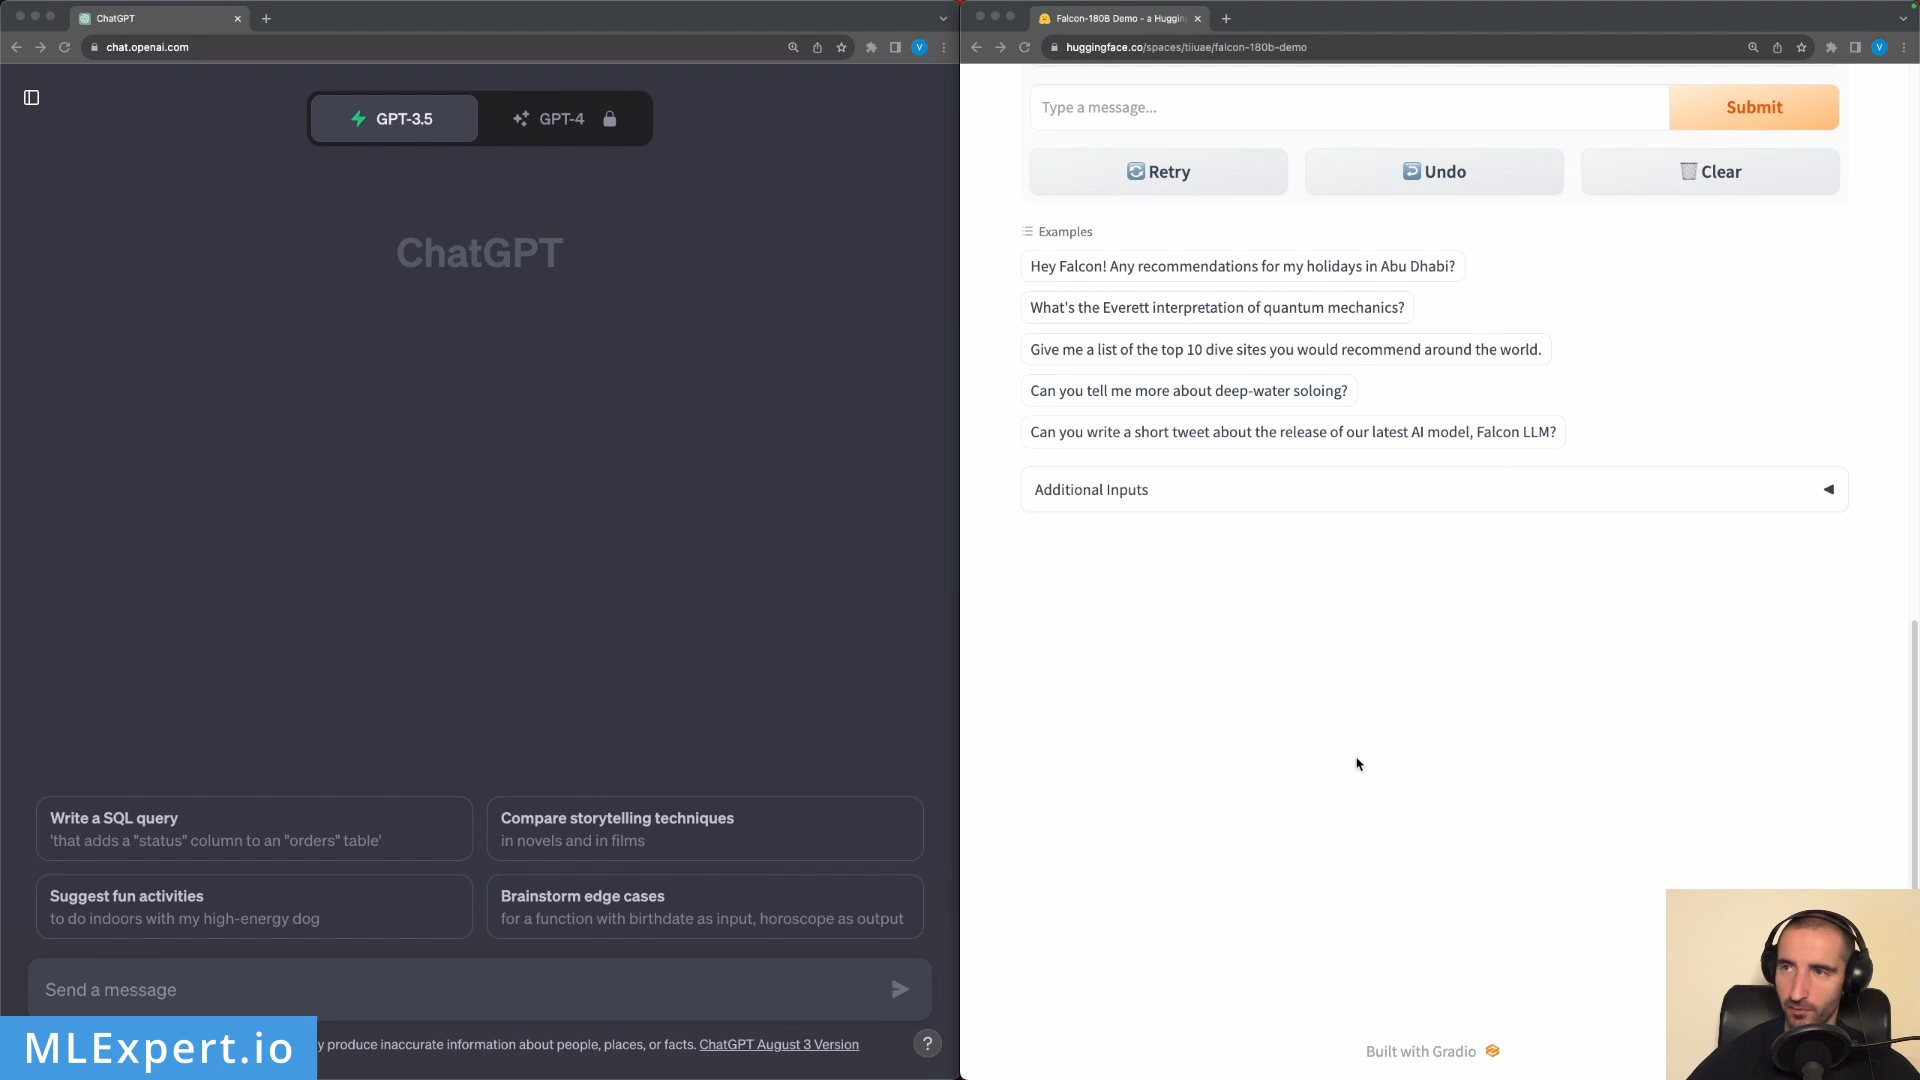 ChatGPT
chat.openai.com
V
GPT-3.5
GPT-4
ChatGPT
Write a SQL query
'that adds a "status" column to an "orders" table'
Compare storytelling techniques
in novels and in films
Suggest fun activities
to do indoors with my high-energy dog
Brainstorm edge cases
for a function with birthdate as input, horoscope as output
Send a message
MLExpert.io
y produce inaccurate information about people, places, or facts. ChatGPT August 3 Version
?
Falcon-180B Demo - a Hugging
huggingface.co/spaces/tiiuae/falcon-180b-demo
V
Type a message...
Submit
Retry
Undo
Clear
Examples
Hey Falcon! Any recommendations for my holidays in Abu Dhabi?
What's the Everett interpretation of quantum mechanics?
Give me a list of the top 10 dive sites you would recommend around the world.
Can you tell me more about deep-water soloing?
Can you write a short tweet about the release of our latest AI model, Falcon LLM?
Additional Inputs
Built with Gradio